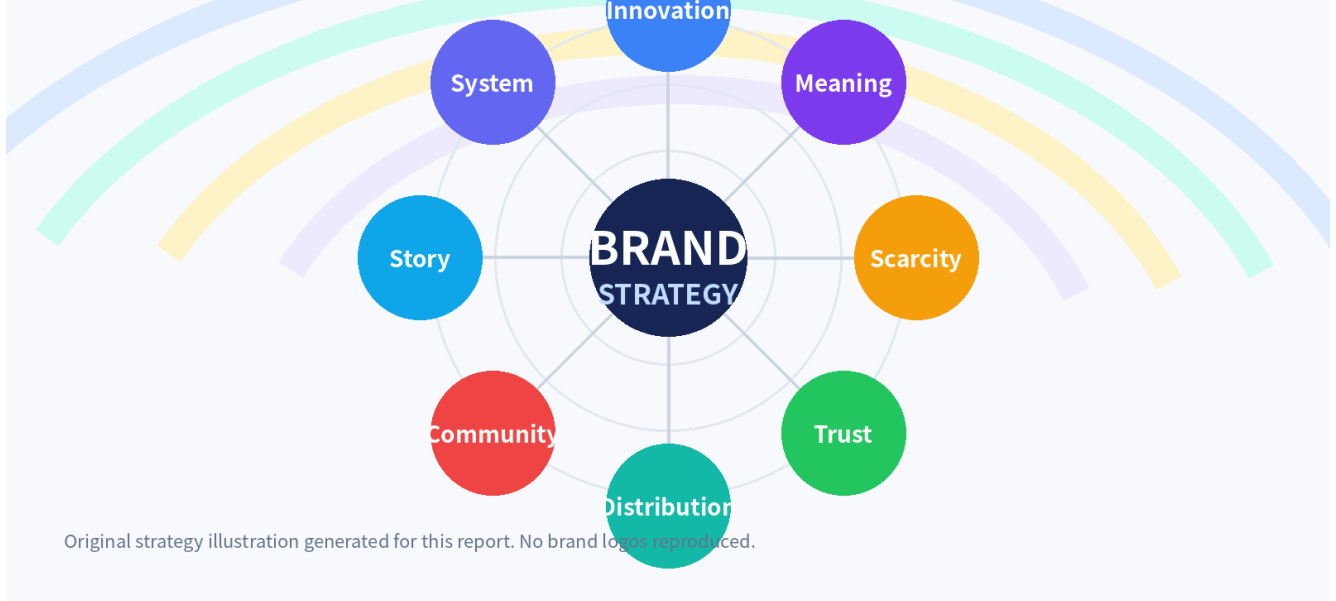 Innovation
System
Meaning
BRAND
STRATEGY
Story
Scarcity
Community
Trust
Distribution
Original strategy illustration generated for this report. No brand logos reproduced.